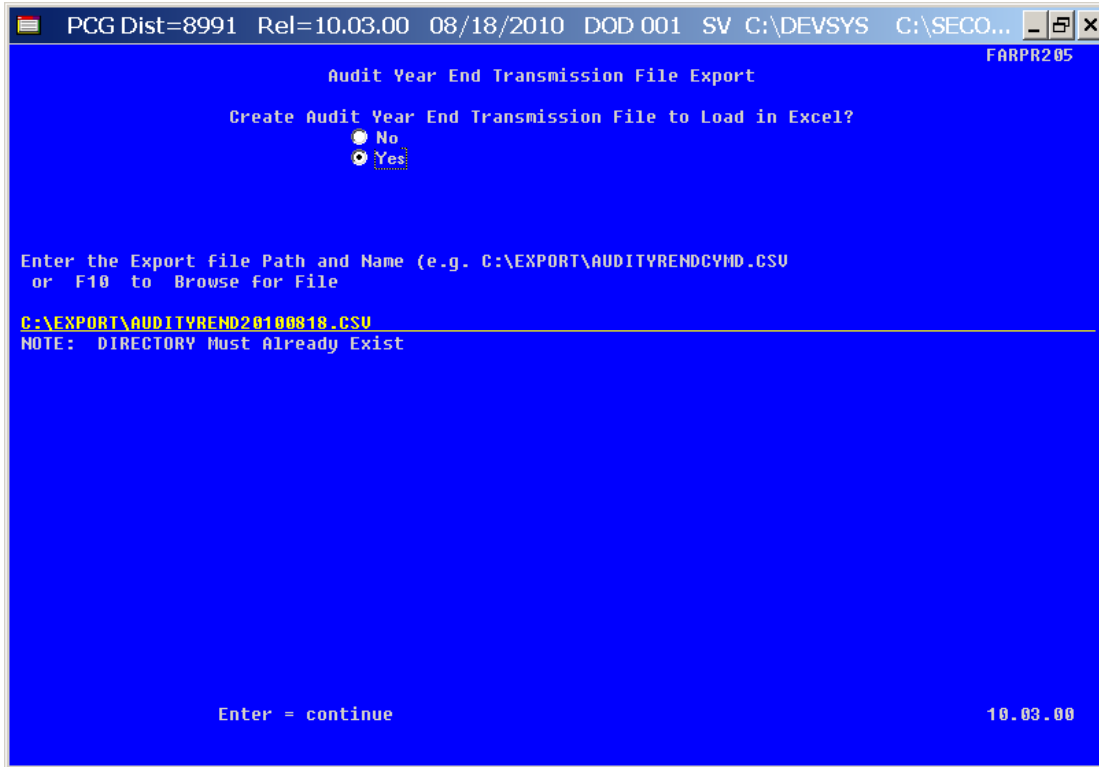 PCG Dist=8991 Rel=10.03.00 08/18/2010 DOD 001 SV C:\DEVSYS C:\SECO...
FARPR205
Audit Year End Transmission File Export
Create Audit Year End Transmission File to Load in Excel?
No
Yes
Enter the Export file Path and Name (e.g. C:\EXPORT\AUDITYRENDCYMD.CSV
or F10 to Browse for File
C:\EXPORT\AUDITYREND20100818.CSV
NOTE: DIRECTORY Must Already Exist
Enter = continue 10.03.00